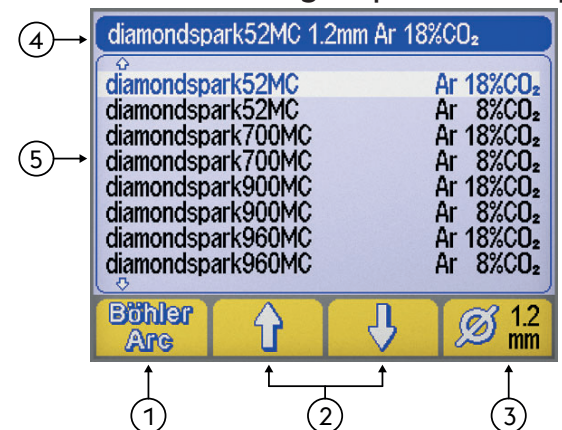 diamondspark52MC 1.2mm Ar 18%CO₂
4
diamondspark52MC Ar 18%CO₂
diamondspark52MC Ar 8%CO₂
diamondspark700MC Ar 18%CO₂
5
diamondspark700MC Ar 8%CO₂
diamondspark900MC Ar 18%CO₂
diamondspark900MC Ar 8%CO₂
diamondspark960MC Ar 18%CO₂
diamondspark960MC Ar 8%CO₂
Böhler
Arc
1.2
mm
1 2 3